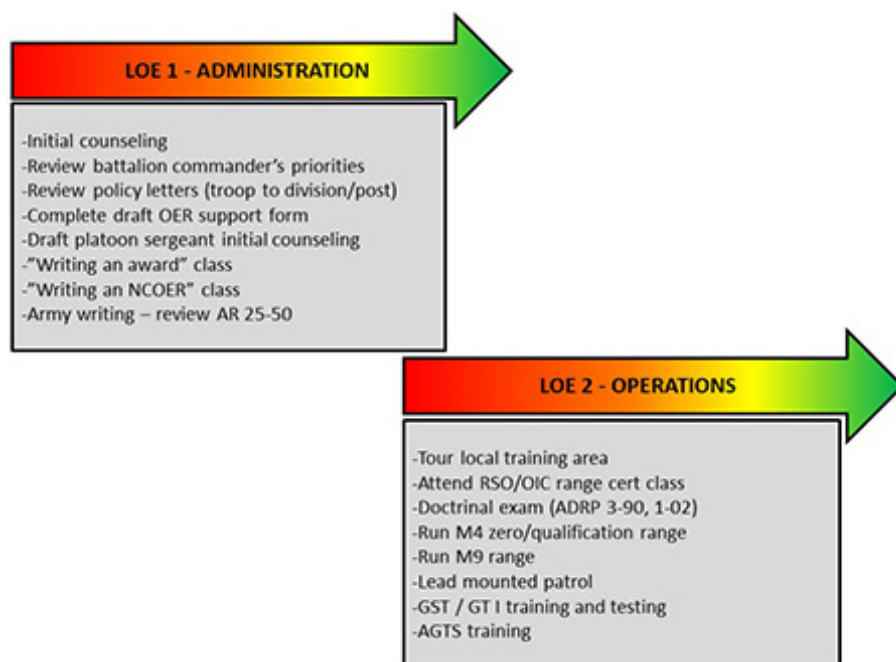 LOE 1 - ADMINISTRATION
-Initial counseling
-Review battalion commander's priorities
-Review policy letters (troop to division/post)
-Complete draft OER support form
-Draft platoon sergeant initial counseling
-"Writing an award" class
-"Writing an NCOER" class
-Army writing – review AR 25-50
LOE 2 - OPERATIONS
-Tour local training area
-Attend RSO/OIC range cert class
-Doctrinal exam (ADRP 3-90, 1-02)
-Run M4 zero/qualification range
-Run M9 range
-Lead mounted patrol
-GST / GT I training and testing
-AGTS training